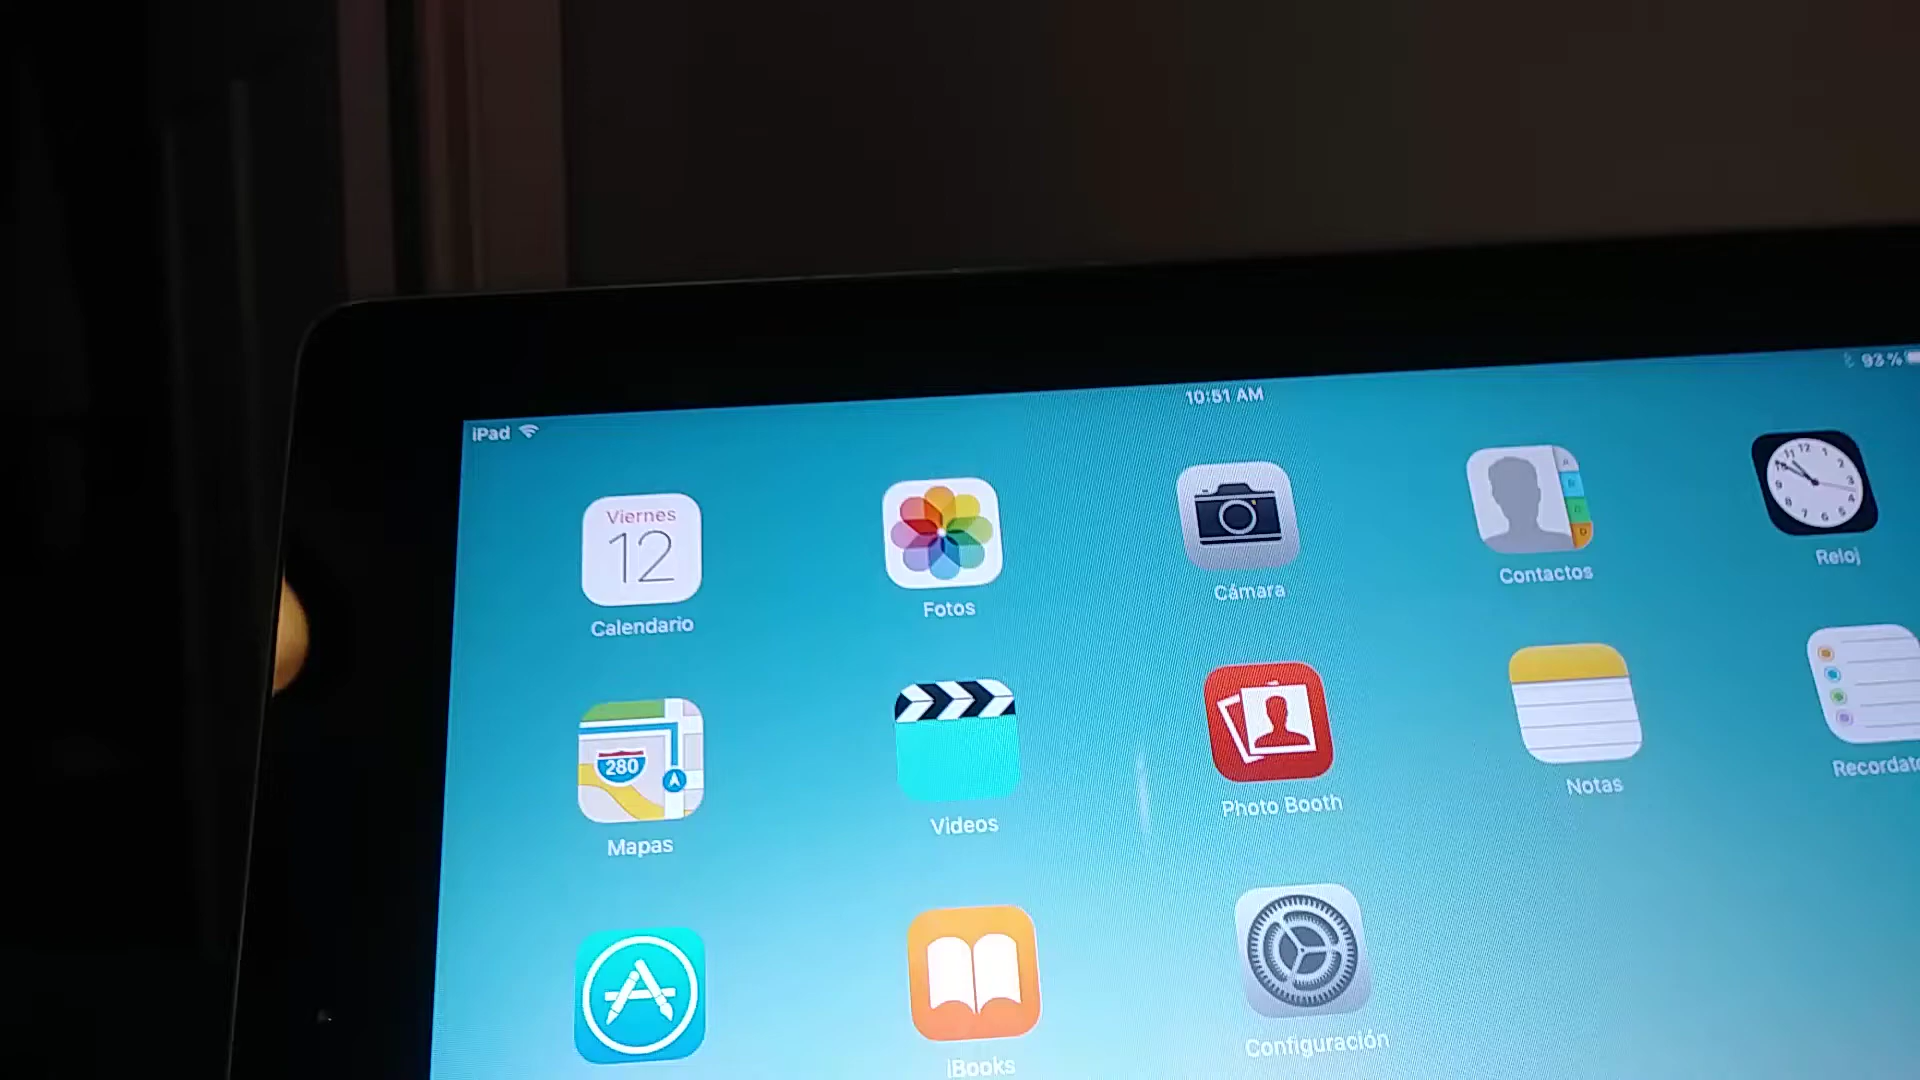 iPad
10:51 AM
93 %
Viernes
12
Calendario
Fotos
Cámara
Contactos
Reloj
280
Mapas
Videos
Photo Booth
Notas
Recordato
iBooks
Configuración